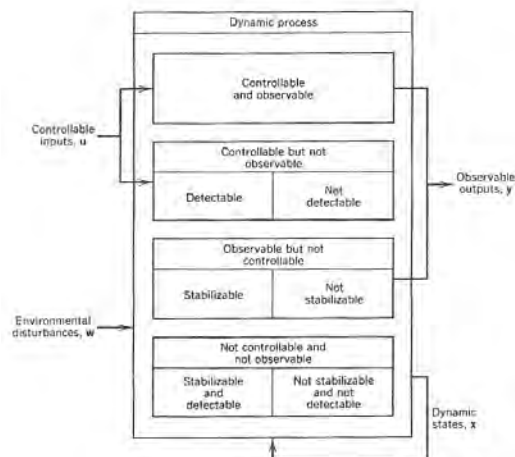 Dynamic process
Controllable
and observable
Controllable
inputs, u
Controllable but not
observable
Detectable
Not
detectable
Observable
outputs, y
Observable but not
controllable
Stabilizable
Not
stabilizable
Environmental
disturbances, w
Not controllable and
not observable
Stabilizable
and
detectable
Not stabilizable
and not
detectable
Dynamic
states, x